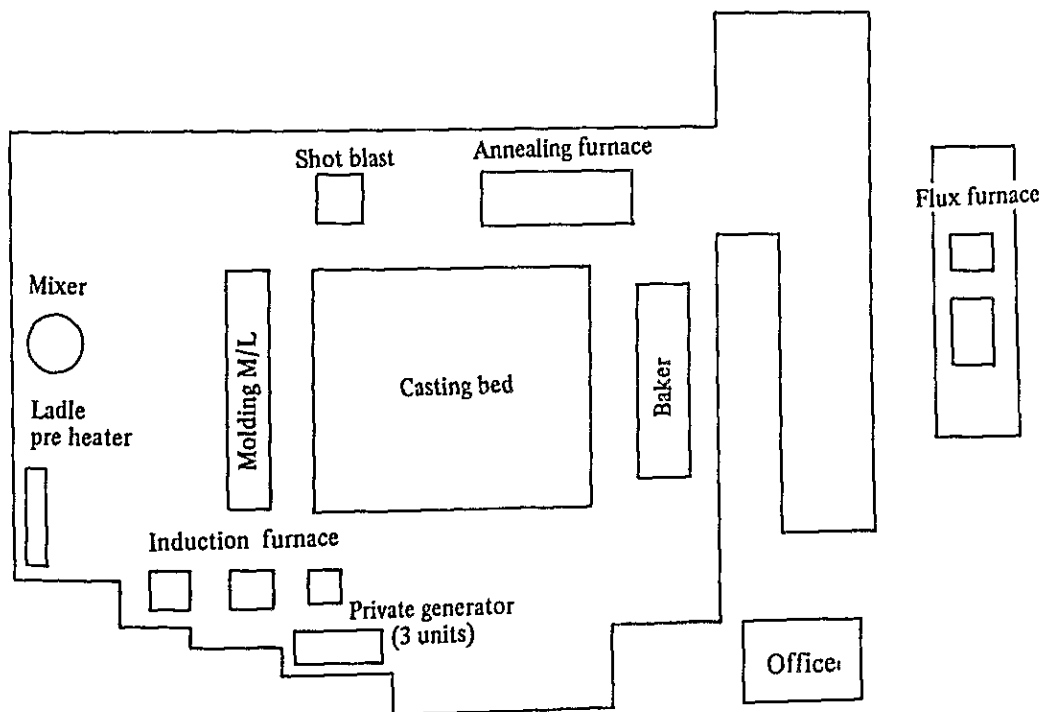 Shot blast
Annealing furnace
Flux furnace
Mixer
Molding M/L
Casting bed
Baker
Ladle
pre heater
Induction furnace
Private generator
(3 units)
Office